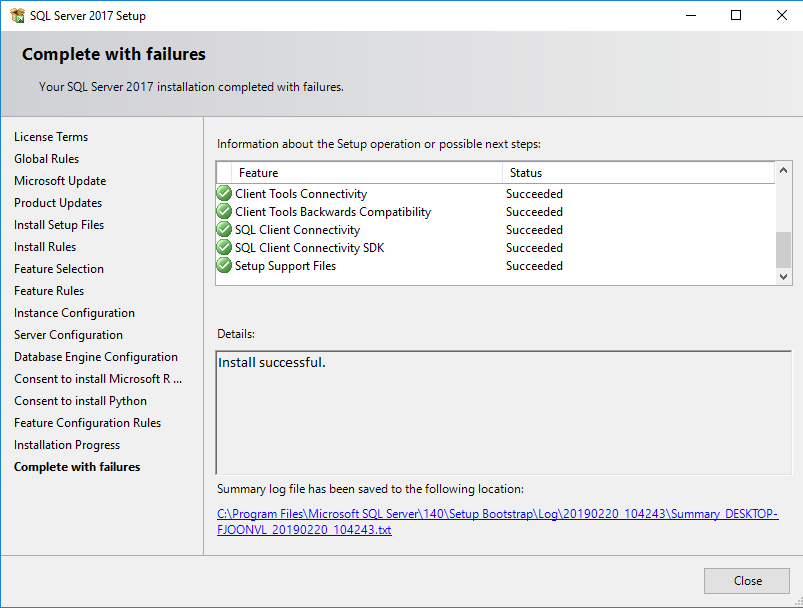 SQL Server 2017 Setup
Complete with failures
Your SQL Server 2017 installation completed with failures.
License Terms
Global Rules
Microsoft Update
Product Updates
Install Setup Files
Install Rules
Feature Selection
Feature Rules
Instance Configuration
Server Configuration
Database Engine Configuration
Consent to install Microsoft R ...
Consent to install Python
Feature Configuration Rules
Installation Progress
Complete with failures
Information about the Setup operation or possible next steps:
Feature Status
Client Tools Connectivity Succeeded
Client Tools Backwards Compatibility Succeeded
SQL Client Connectivity Succeeded
SQL Client Connectivity SDK Succeeded
Setup Support Files Succeeded
Details:
Install successful.
Summary log file has been saved to the following location:
C:\Program Files\Microsoft SQL Server\140\Setup Bootstrap\Log\20190220_104243\Summary_DESKTOP-
FJOONVL_20190220_104243.txt
Close